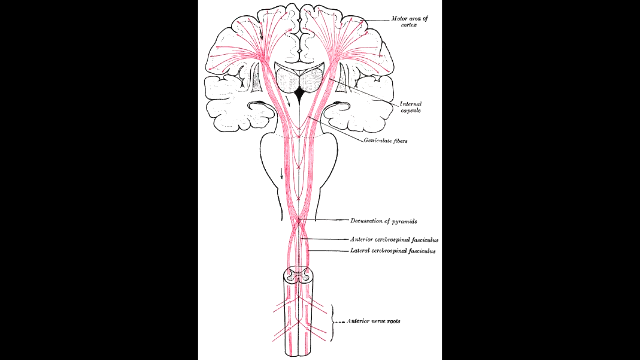 Motor area of
cortex
Internal
capsule
Geniculate fibers
Decussation of pyramids
Anterior cerebrospinal fasciculus
Lateral cerebrospinal fasciculus
Anterior nerve roots